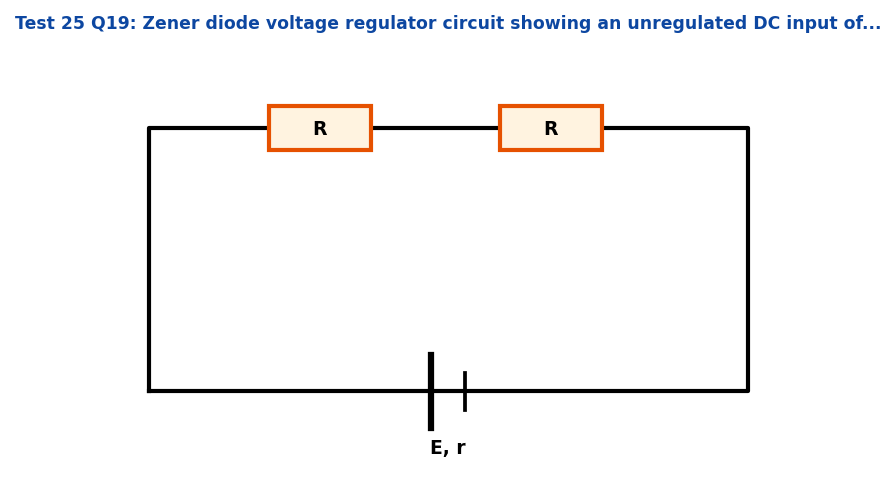 Test 25 Q19: Zener diode voltage regulator circuit showing an unregulated DC input of...
R R
E, r